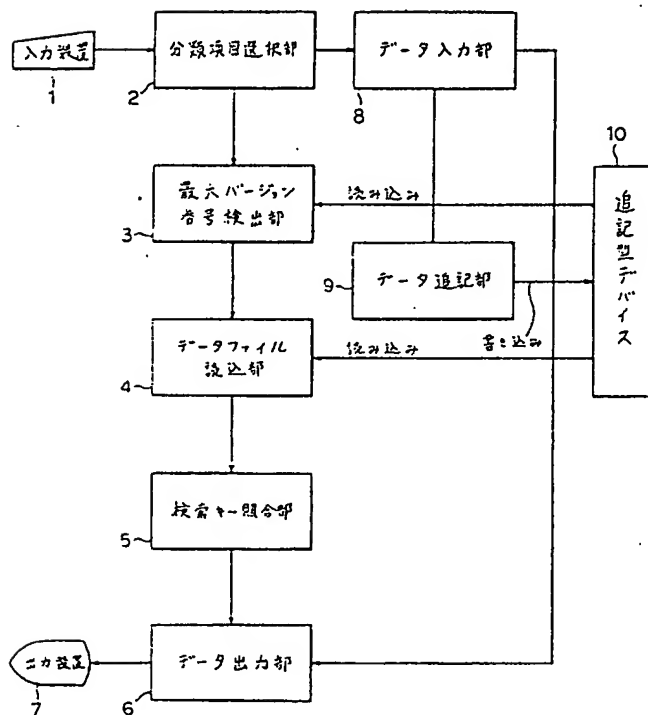 入力装置
1
分類項目選択部
2
データ入力部
8
10
追記型デバイス
最大バージョン
番号検出部
3
読み込み
データ追記部
9
書き込み
データファイル
読込部
4
読み込み
検索キー照合部
5
出力装置
7
データ出力部
6